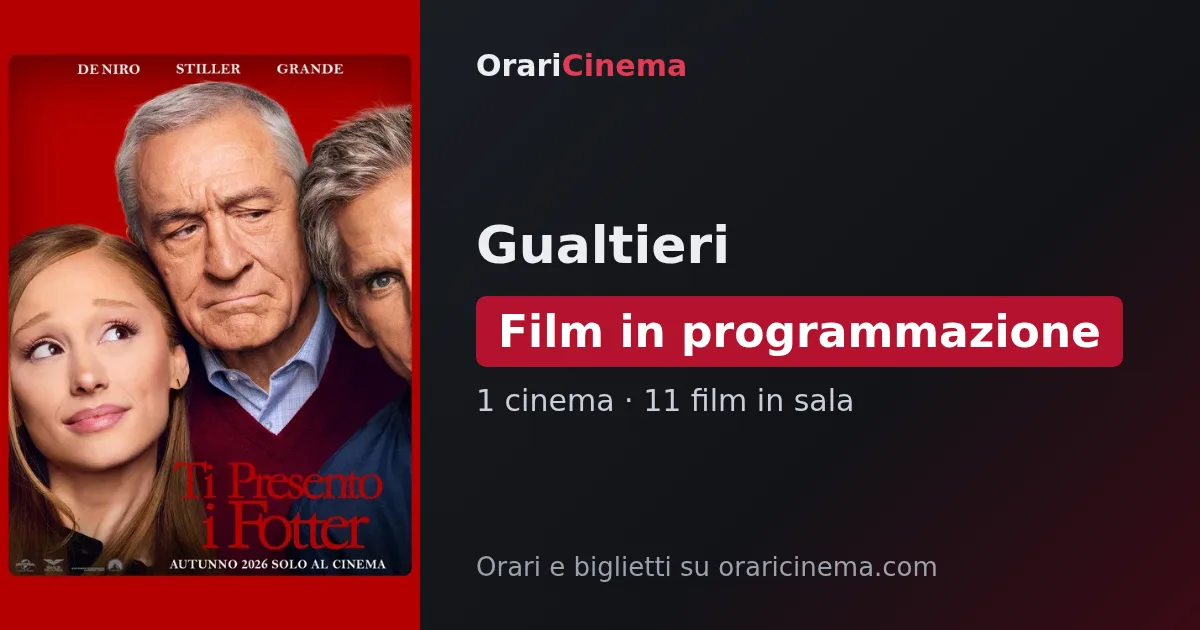 DE NIRO STILLER GRANDE
Ti Presento
i Fotter
AUTUNNO 2026 SOLO AL CINEMA
OrariCinema
Gualtieri
Film in programmazione
1 cinema · 11 film in sala
Orari e biglietti su oraricinema.com